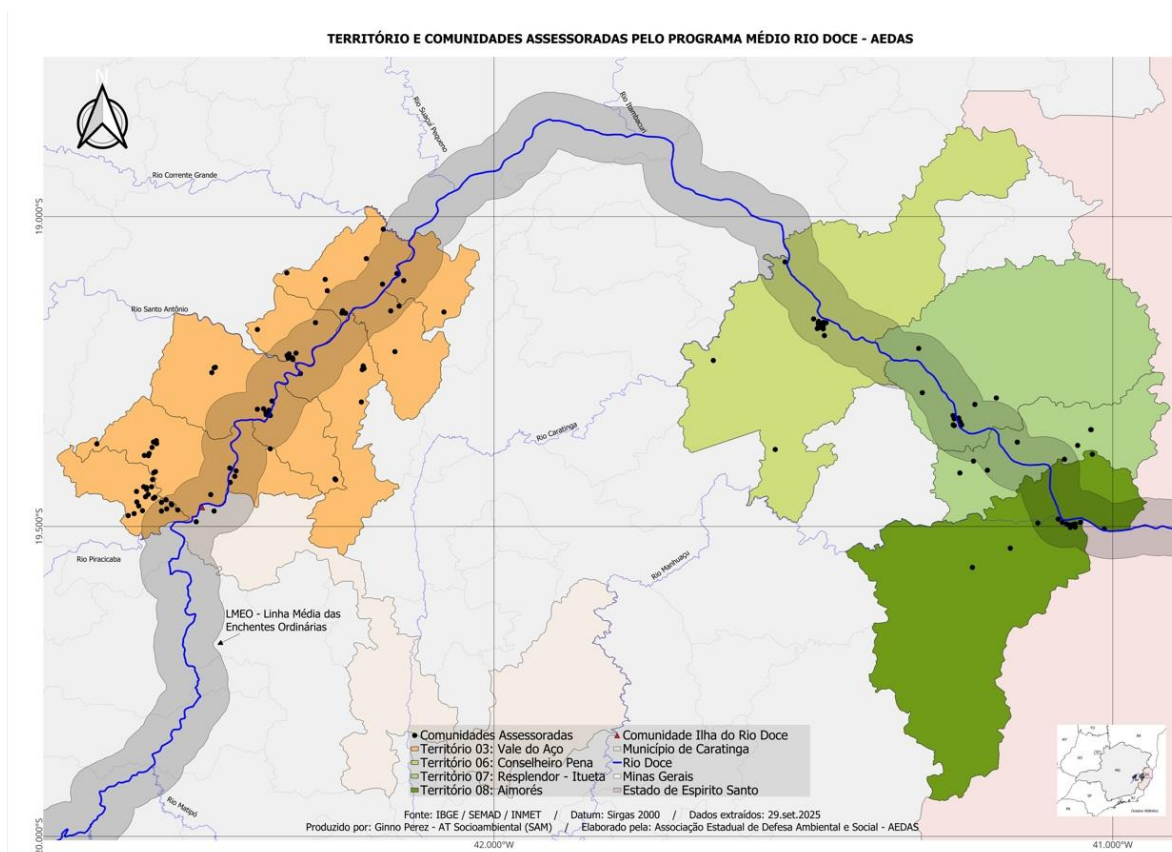 TERRITÓRIO E COMUNIDADES ASSESSORADAS PELO PROGRAMA MÉDIO RIO DOCE - AEDAS
N
Rio Suaçuí Pequeno
Rio Itambacuri
Rio Corrente Grande
19.000°S
Rio Santo Antônio
Rio Caratinga
19.500°S
Rio Piracicaba
Rio Manhuaçu
LMEO - Linha Média das
Enchentes Ordinárias
Rio Matipó
Comunidades Assessoradas
Território 03: Vale do Aço
Território 06: Conselheiro Pena
Território 07: Resplendor - Itueta
Território 08: Aimorés
Comunidade Ilha do Rio Doce
Município de Caratinga
Rio Doce
Minas Gerais
Estado de Espirito Santo
Fonte: IBGE / SEMAD / INMET / Datum: Sirgas 2000 / Dados extraídos: 29.set.2025
Produzido por: Ginno Perez - AT Socioambiental (SAM) / Elaborado pela: Associação Estadual de Defesa Ambiental e Social - AEDAS
20.000°S
42.000°W
41.000°W